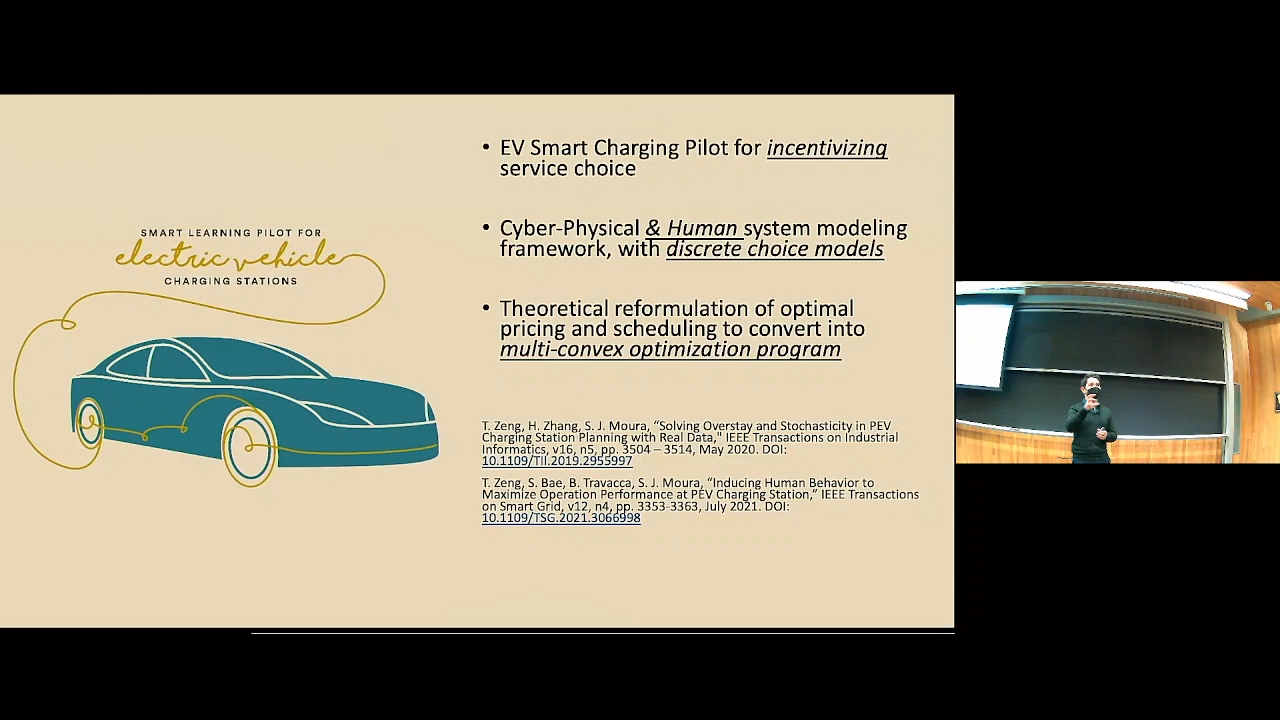 SMART LEARNING PILOT FOR
electric vehicle
CHARGING STATIONS
• EV Smart Charging Pilot for incentivizing
service choice
• Cyber-Physical & Human system modeling
framework, with discrete choice models
• Theoretical reformulation of optimal
pricing and scheduling to convert into
multi-convex optimization program
T. Zeng, H. Zhang, S. J. Moura, “Solving Overstay and Stochasticity in PEV
Charging Station Planning with Real Data," IEEE Transactions on Industrial
Informatics, v16, n5, pp. 3504 – 3514, May 2020. DOI:
10.1109/TII.2019.2955997
T. Zeng, S. Bae, B. Travacca, S. J. Moura, “Inducing Human Behavior to
Maximize Operation Performance at PEV Charging Station,” IEEE Transactions
on Smart Grid, v12, n4, pp. 3353-3363, July 2021. DOI:
10.1109/TSG.2021.3066998